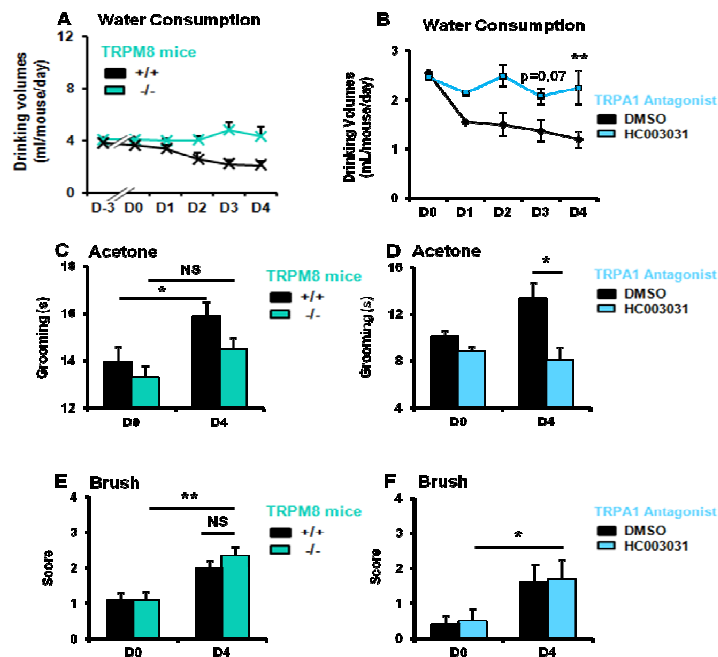 A Water Consumption
TRPM8 mice
+/+
-/-
Drinking volumes
(ml/mouse/day)
12
8
4
0
D-3 D0 D1 D2 D3 D4
B Water Consumption
**
p=0.07
TRPA1 Antagonist
DMSO
HC003031
Drinking Volumes
(mL/mouse/day)
3
2
1
0
D0 D1 D2 D3 D4
C Acetone
TRPM8 mice
+/+
-/-
NS
*
Grooming (s)
18
16
14
12
D0 D4
D Acetone
TRPA1 Antagonist
DMSO
HC003031
*
Grooming (s)
16
12
8
4
D0 D4
E Brush
TRPM8 mice
+/+
-/-
**
NS
Score
4
3
2
1
0
D0 D4
F Brush
TRPA1 Antagonist
DMSO
HC003031
*
Score
4
3
2
1
0
D0 D4